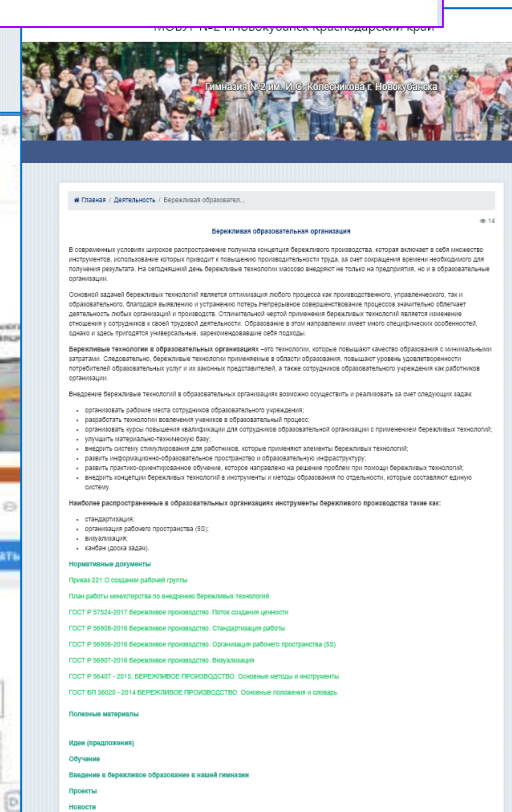 МОБУГ №2 г.Новокубанск Краснодарский край
Гимназия №2 им. И.С. Колесникова г. Новокубанска
Главная / Деятельность / Бережливая образовател...
14
Бережливая образовательная организация
В современных условиях широкое распространение получила концепция бережливого производства, которая включает в себя множество
инструментов, использование которых приводит к повышению производительности труда, за счет сокращения времени необходимого для
получения результата. На сегодняшний день бережливые технологии массово внедряют не только на предприятия, но и в образовательные
организации.
Основной задачей бережливых технологий является оптимизация любого процесса как производственного, управленческого, так и
образовательного, благодаря выявлению и устранению потерь.Непрерывное совершенствование процессов значительно облегчает
деятельность любых организаций и производств. Отличительной чертой применения бережливых технологий является изменение
отношения у сотрудников к своей трудовой деятельности. Образование в этом направлении имеет много специфических особенностей,
однако и здесь пригодятся универсальные, зарекомендовавшие себя подходы.
Бережливые технологии в образовательных организациях –это технологии, которые повышают качество образования с минимальными
затратами. Следовательно, бережливые технологии применяемые в области образования, повышают уровень удовлетворенности
потребителей образовательных услуг и их законных представителей, а также сотрудников образовательного учреждения как работников
организации.
Внедрение бережливых технологий в образовательных организациях возможно осуществить и реализовать за счет следующих задач:
организовать рабочие места сотрудников образовательного учреждения;
разработать технологии вовлечения учеников в образовательный процесс;
организовать курсы повышения квалификации для сотрудников образовательной организации с применением бережливых технологий;
улучшить материально-техническую базу;
внедрить систему стимулирования для работников, которые применяют элементы бережливых технологий;
развить информационно-образовательное пространство и образовательную инфраструктуру;
развить практико-ориентированное обучение, которое направлено на решение проблем при помощи бережливых технологий;
внедрить концепции бережливых технологий в инструменты и методы образования по отдельности, которые составляют единую
систему.
Наиболее распространенные в образовательных организациях инструменты бережливого производства такие как:
стандартизация;
организация рабочего пространства (5S);
визуализация;
канбан (доска задач).
Нормативные документы
Приказ 221 О создании рабочей группы
План работы министерства по внедрению бережливых технологий
ГОСТ Р 57524-2017 Бережливое производство. Поток создания ценности
ГОСТ Р 56908-2016 Бережливое производство. Стандартизация работы
ГОСТ Р 56906-2016 Бережливое производство. Организация рабочего пространства (5S)
ГОСТ Р 56907-2016 Бережливое производство. Визуализация
ГОСТ Р 56407 - 2015. БЕРЕЖЛИВОЕ ПРОИЗВОДСТВО. Основные методы и инструменты
ГОСТ БП 56020 - 2014 БЕРЕЖЛИВОЕ ПРОИЗВОДСТВО. Основные положения и словарь
Полезные материалы
Идеи (предложения)
Обучение
Введение в бережливое образование в нашей гимназии
Проекты
Новости